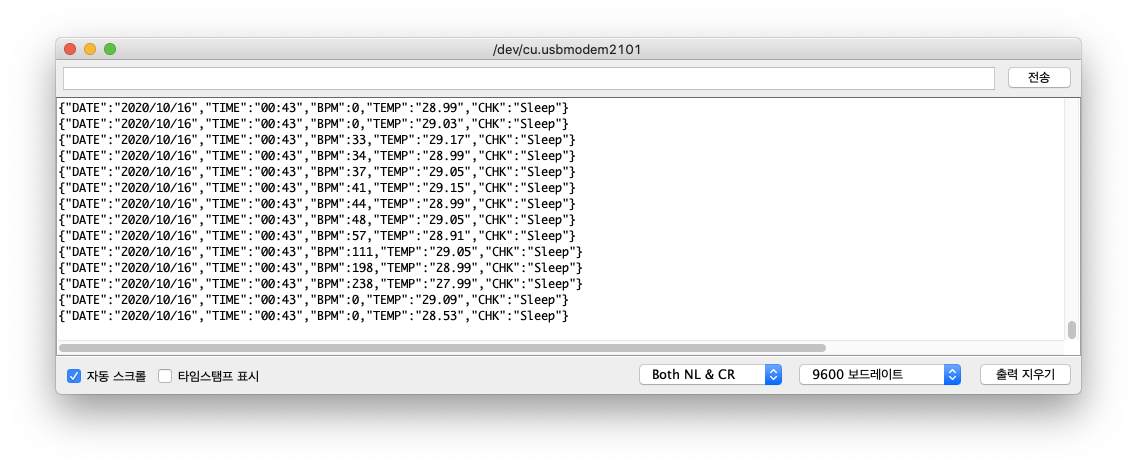 /dev/cu.usbmodem2101
전송
{"DATE":"2020/10/16","TIME":"00:43","BPM":0,"TEMP":"28.99","CHK":"Sleep"}
{"DATE":"2020/10/16","TIME":"00:43","BPM":0,"TEMP":"29.03","CHK":"Sleep"}
{"DATE":"2020/10/16","TIME":"00:43","BPM":33,"TEMP":"29.17","CHK":"Sleep"}
{"DATE":"2020/10/16","TIME":"00:43","BPM":34,"TEMP":"28.99","CHK":"Sleep"}
{"DATE":"2020/10/16","TIME":"00:43","BPM":37,"TEMP":"29.05","CHK":"Sleep"}
{"DATE":"2020/10/16","TIME":"00:43","BPM":41,"TEMP":"29.15","CHK":"Sleep"}
{"DATE":"2020/10/16","TIME":"00:43","BPM":44,"TEMP":"28.99","CHK":"Sleep"}
{"DATE":"2020/10/16","TIME":"00:43","BPM":48,"TEMP":"29.05","CHK":"Sleep"}
{"DATE":"2020/10/16","TIME":"00:43","BPM":57,"TEMP":"28.91","CHK":"Sleep"}
{"DATE":"2020/10/16","TIME":"00:43","BPM":111,"TEMP":"29.05","CHK":"Sleep"}
{"DATE":"2020/10/16","TIME":"00:43","BPM":198,"TEMP":"28.99","CHK":"Sleep"}
{"DATE":"2020/10/16","TIME":"00:43","BPM":238,"TEMP":"27.99","CHK":"Sleep"}
{"DATE":"2020/10/16","TIME":"00:43","BPM":0,"TEMP":"29.09","CHK":"Sleep"}
{"DATE":"2020/10/16","TIME":"00:43","BPM":0,"TEMP":"28.53","CHK":"Sleep"}
자동 스크롤 타임스탬프 표시 Both NL & CR 9600 보드레이트 출력 지우기